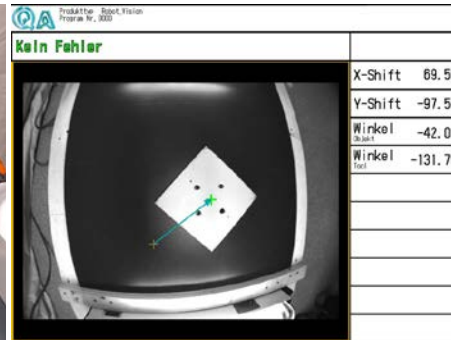 QA Produkttyp Robot_Vision
Program Nr. 0000
Kein Fehler
X-Shift 69.5
Y-Shift -97.5
Winkel -42.0
Objekt
Winkel -131.7
Tool